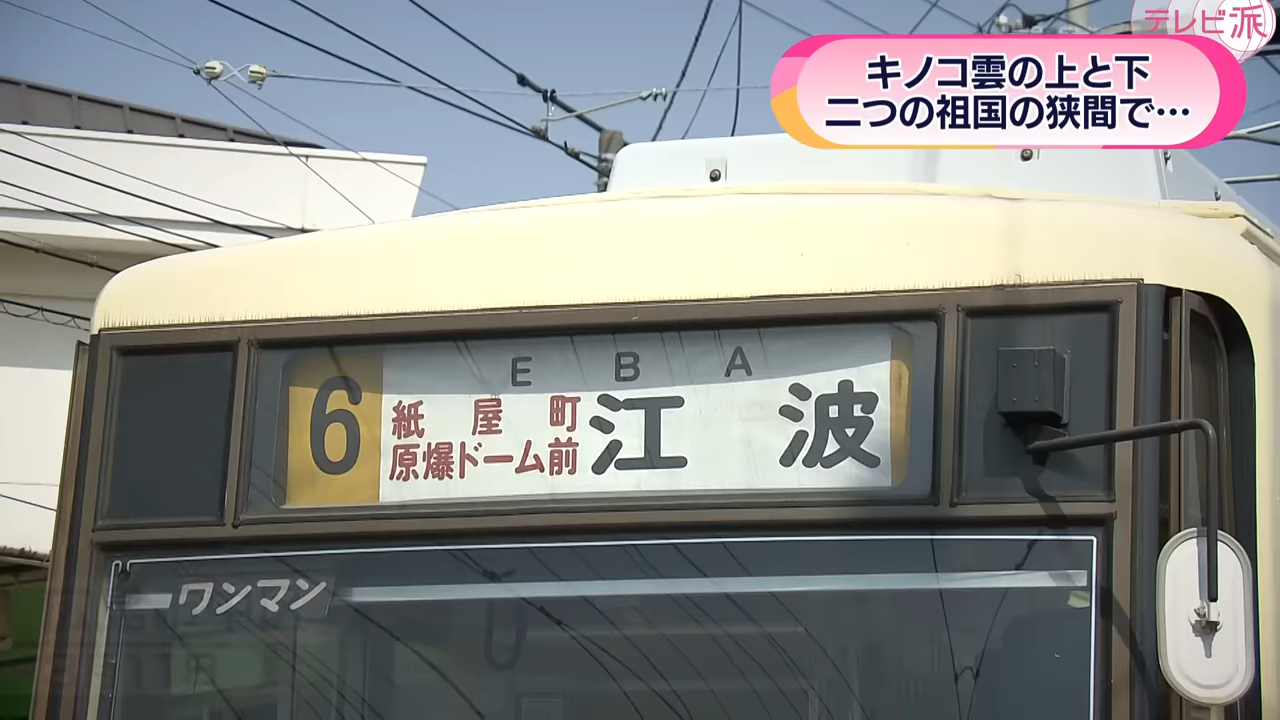 テレビ派
キノコ雲の上と下
二つの祖国の狭間で…
EBA
6 紙屋町 江波
原爆ドーム前
ワンマン